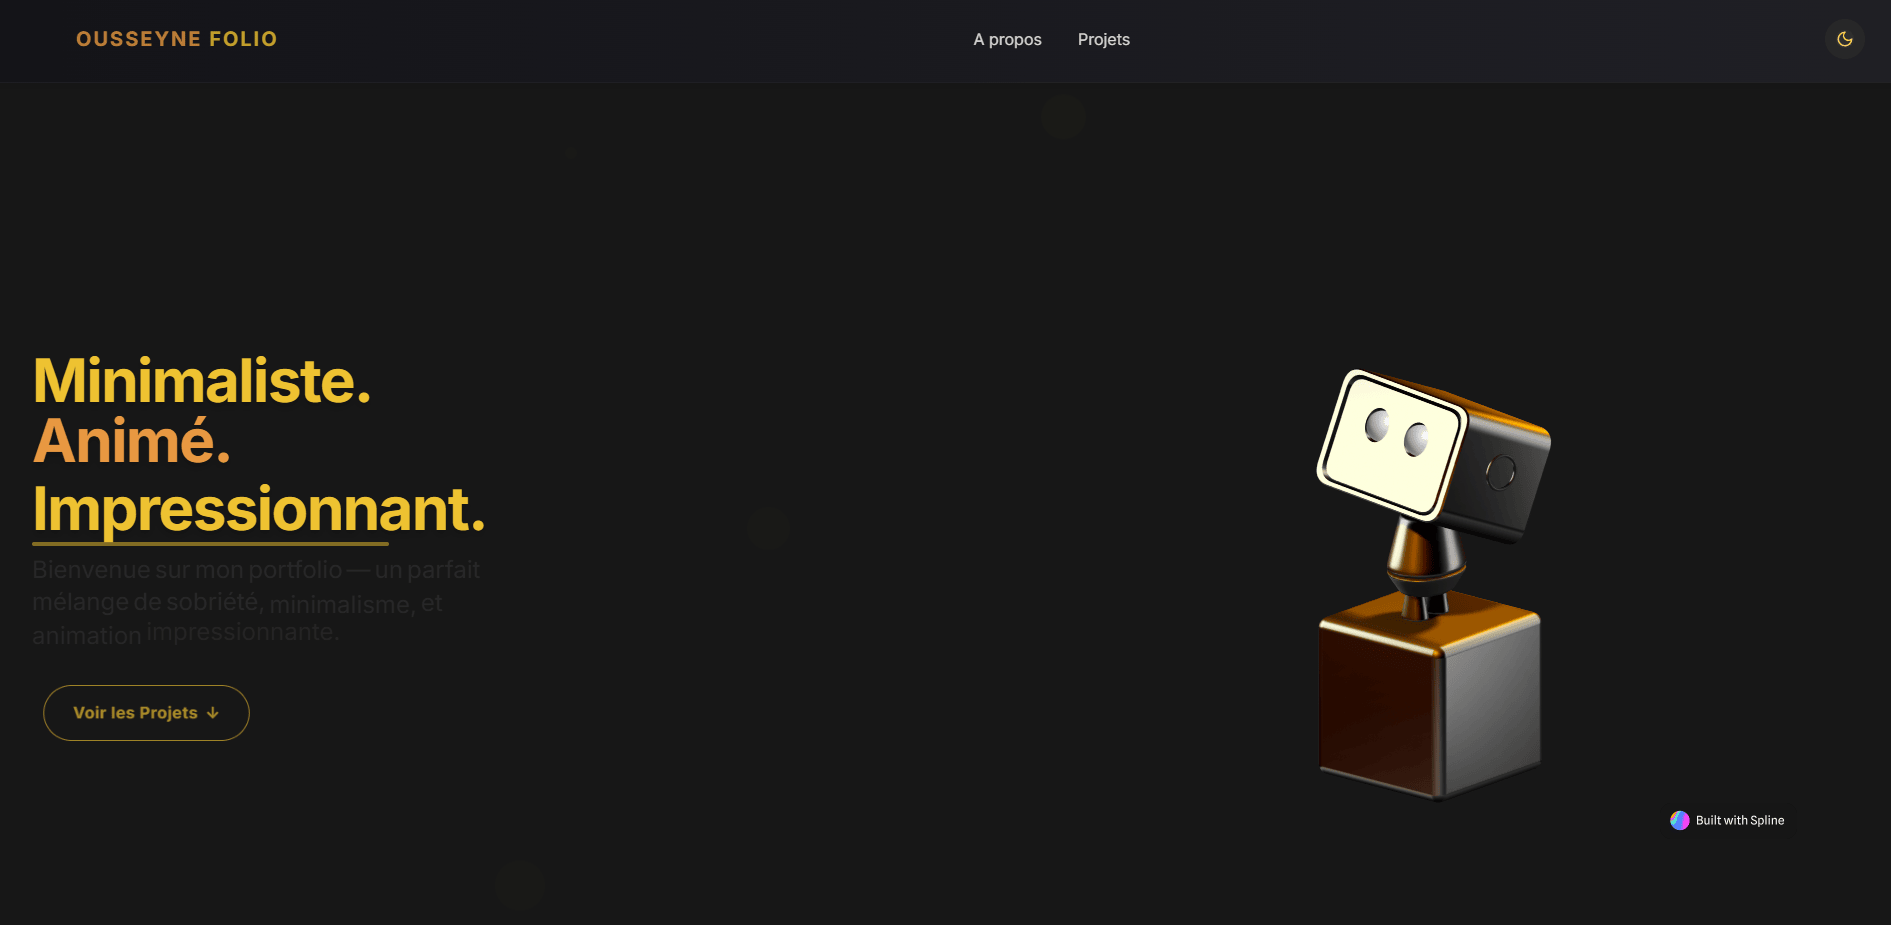 OUSSEYNE FOLIO
A propos
Projets
Minimaliste.
Animé.
Impressionnant.
Bienvenue sur mon portfolio — un parfait
mélange de sobriété, minimalisme, et
animation impressionnante.
Voir les Projets ↓
Built with Spline